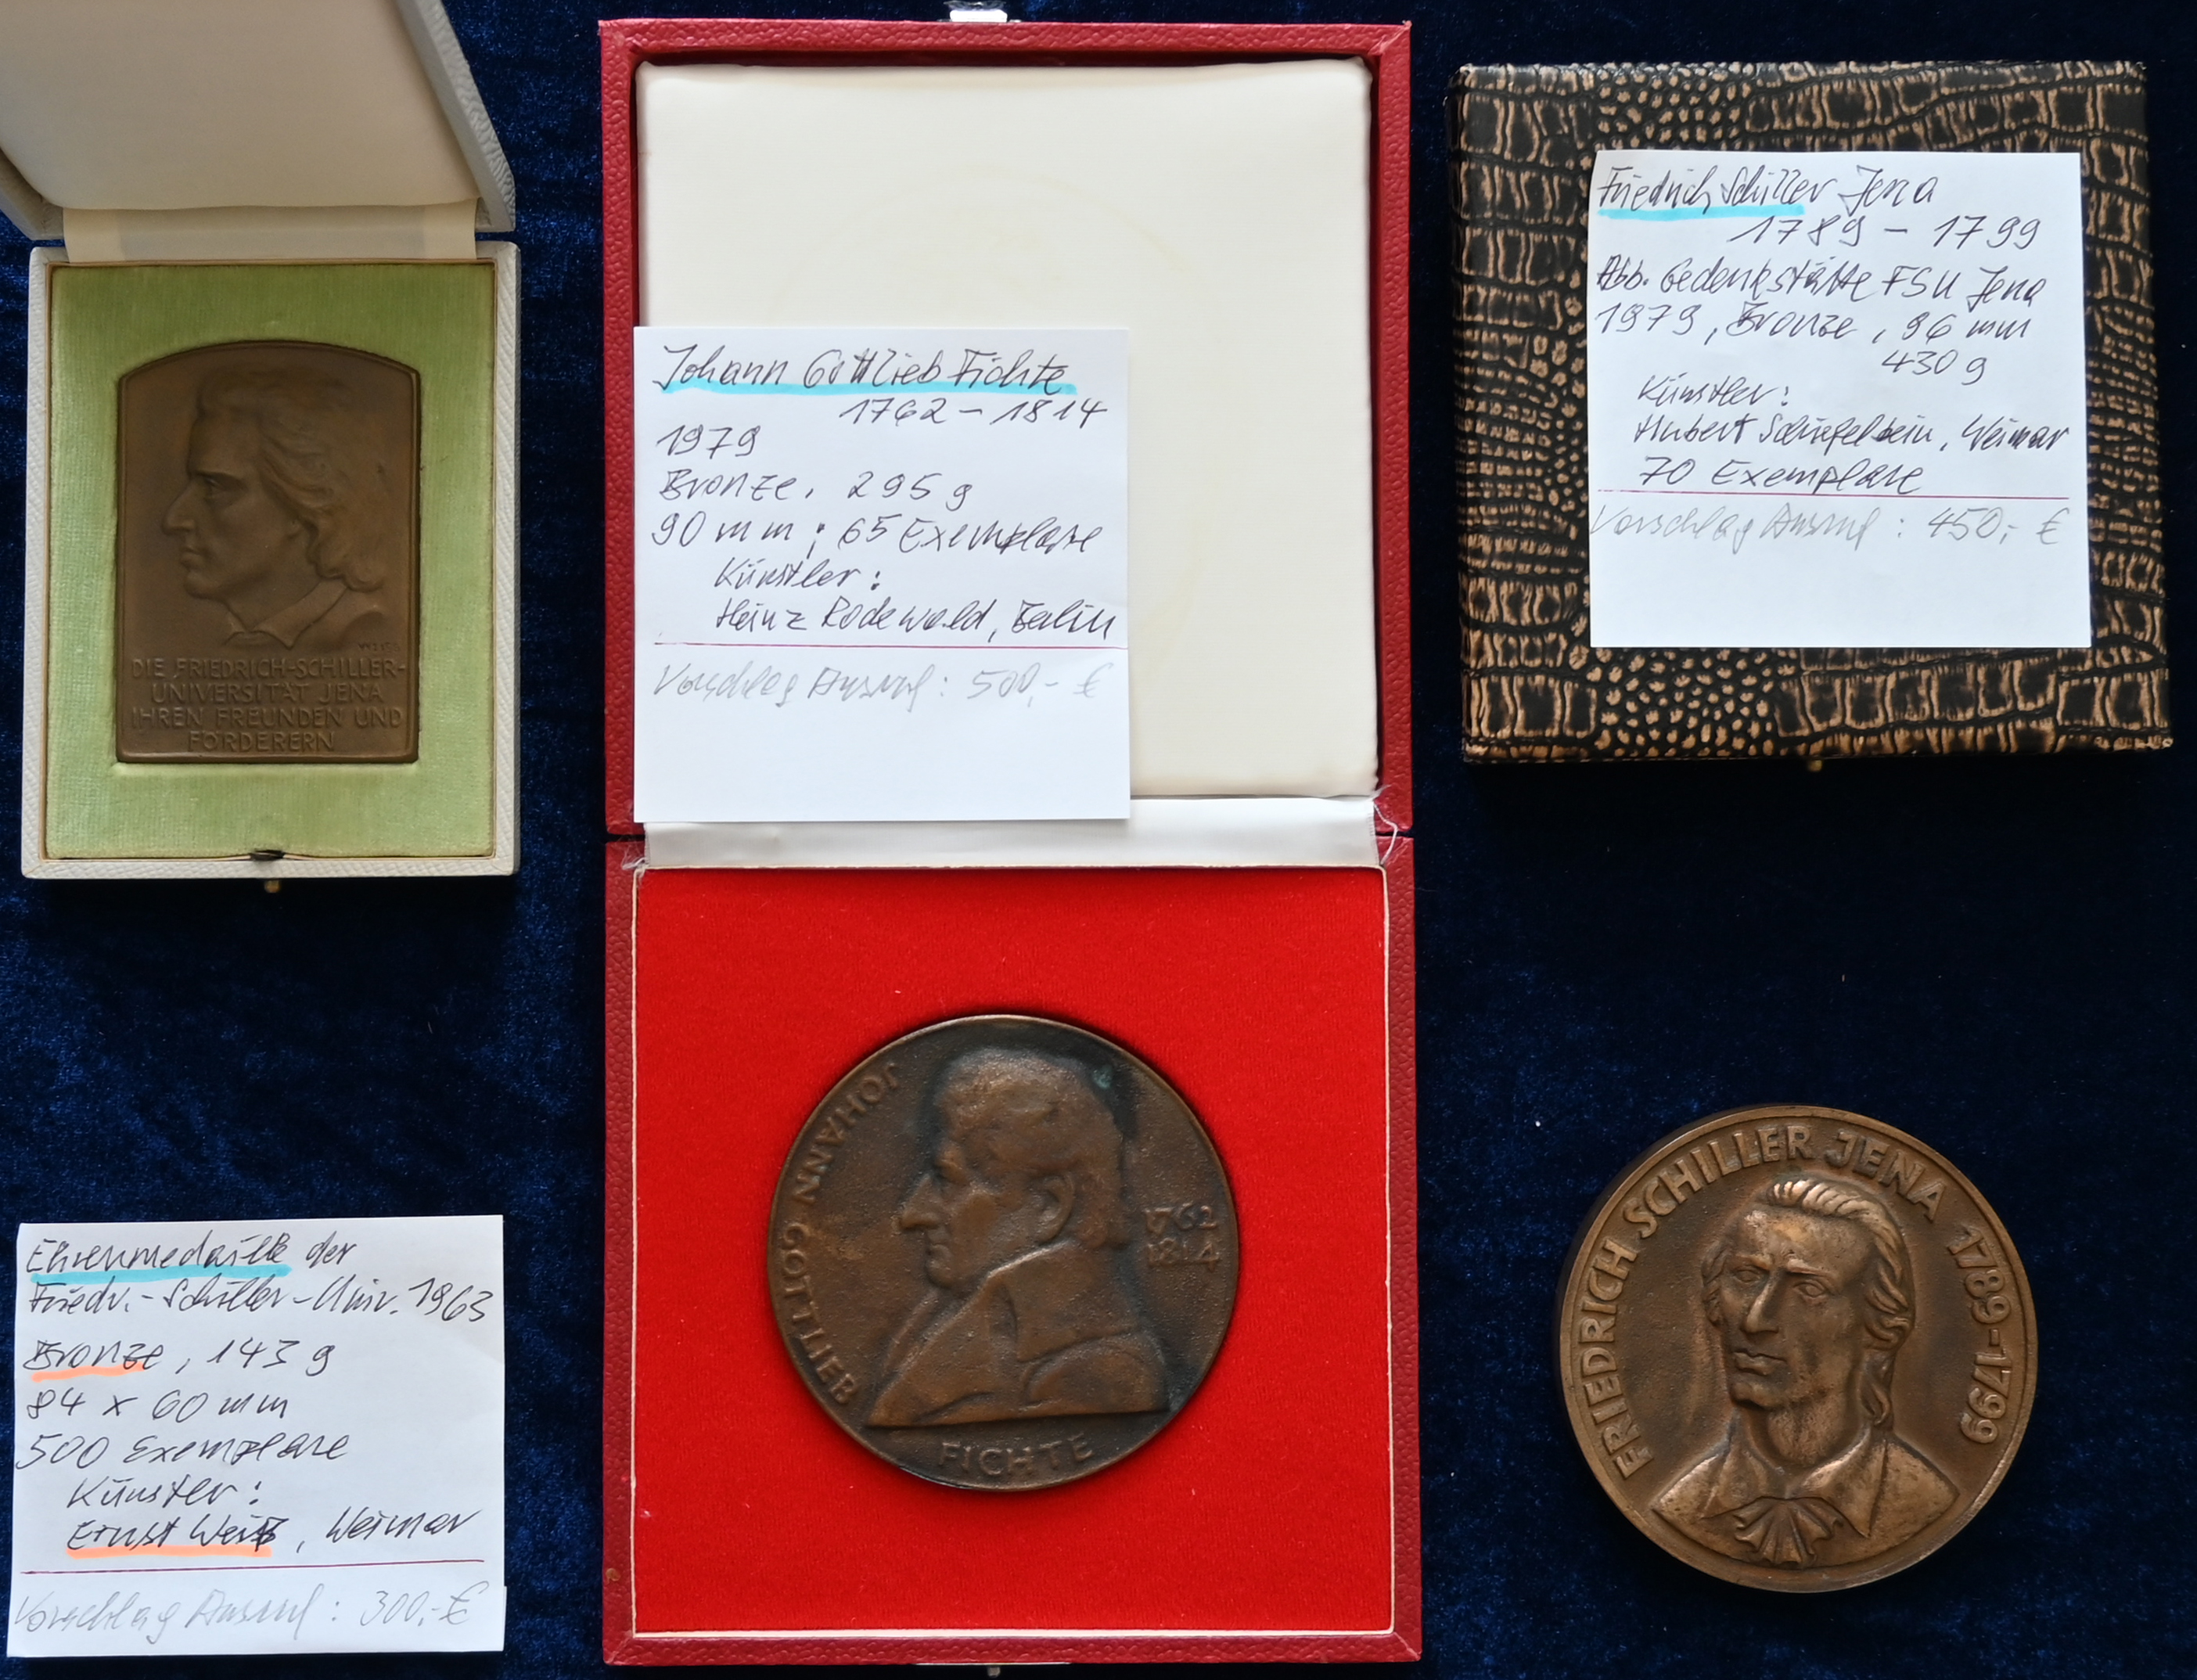 WEISS
DIE FRIEDRICH-SCHILLER-
UNIVERSITÄT JENA
IHREN FREUNDEN UND
FÖRDERERN
Ehrenmedaille der
Friedr.-Schiller-Univ. 1963
Bronze, 143 g
84 x 60 mm
500 Exemplare
Künstler:
Ernst Weiß, Weimar
Vorschlag Ausruf: 300,- €
Johann Gottlieb Fichte
1762 - 1814
1979
Bronze, 295 g
90 mm; 65 Exemplare
Künstler:
Heinz Rodewald, Berlin
Vorschlag Ausruf: 500,- €
JOHANN GOTTLIEB
FICHTE
1762
1814
Friedrich Schiller Jena
1789 - 1799
Abb. Gedenkstätte FSU Jena
1979, Bronze, 96 mm
430 g
Künstler:
Hubert Schiefelbein, Weimar
70 Exemplare
Vorschlag Ausruf: 450,- €
FRIEDRICH SCHILLER JENA 1789-1799